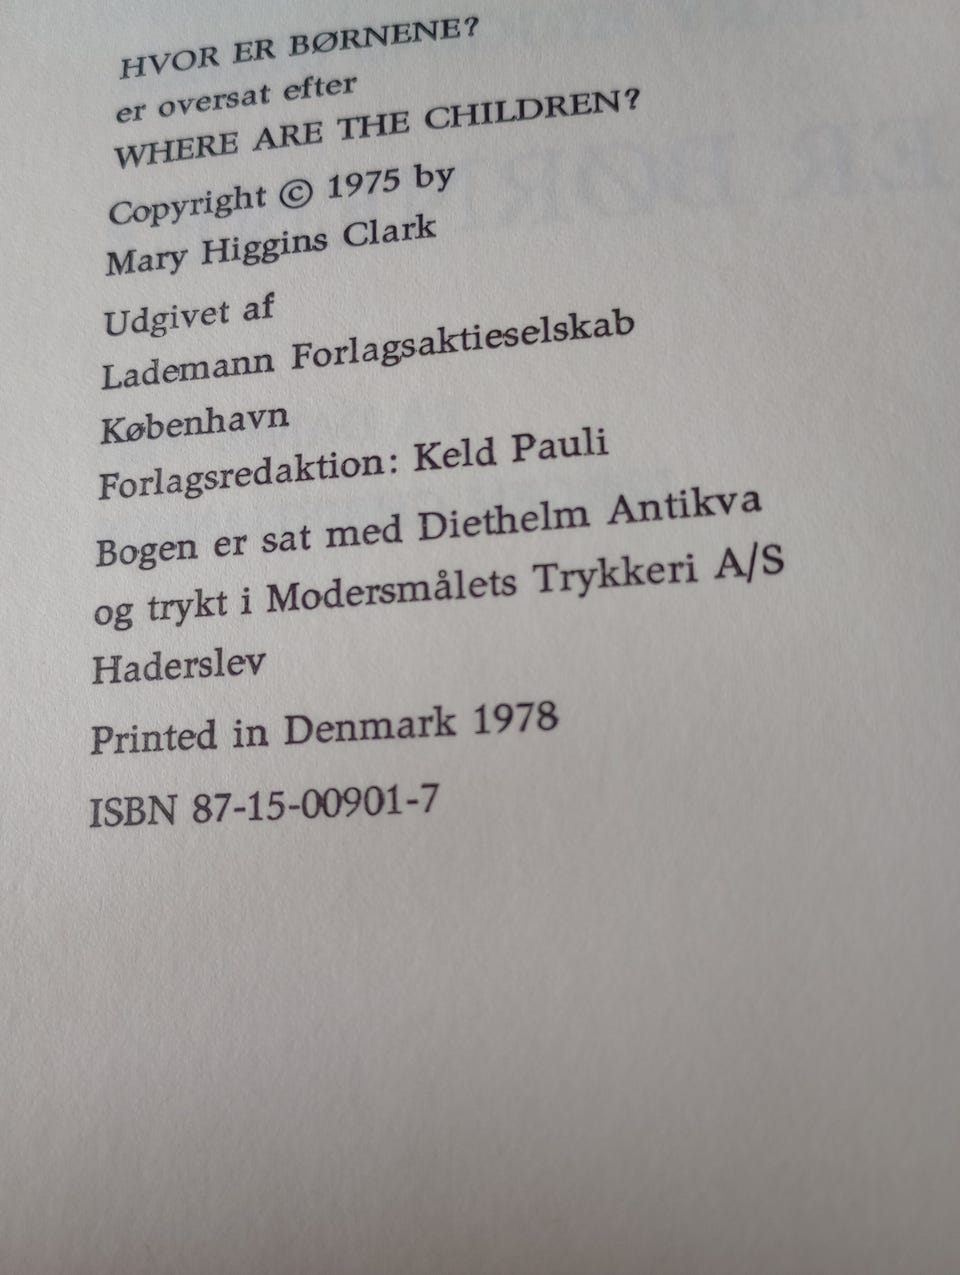 HVOR ER BØRNENE?
er oversat efter
WHERE ARE THE CHILDREN?
Copyright © 1975 by
Mary Higgins Clark
Udgivet af
Lademann Forlagsaktieselskab
København
Forlagsredaktion: Keld Pauli
Bogen er sat med Diethelm Antikva
og trykt i Modersmålets Trykkeri A/S
Haderslev
Printed in Denmark 1978
ISBN 87-15-00901-7